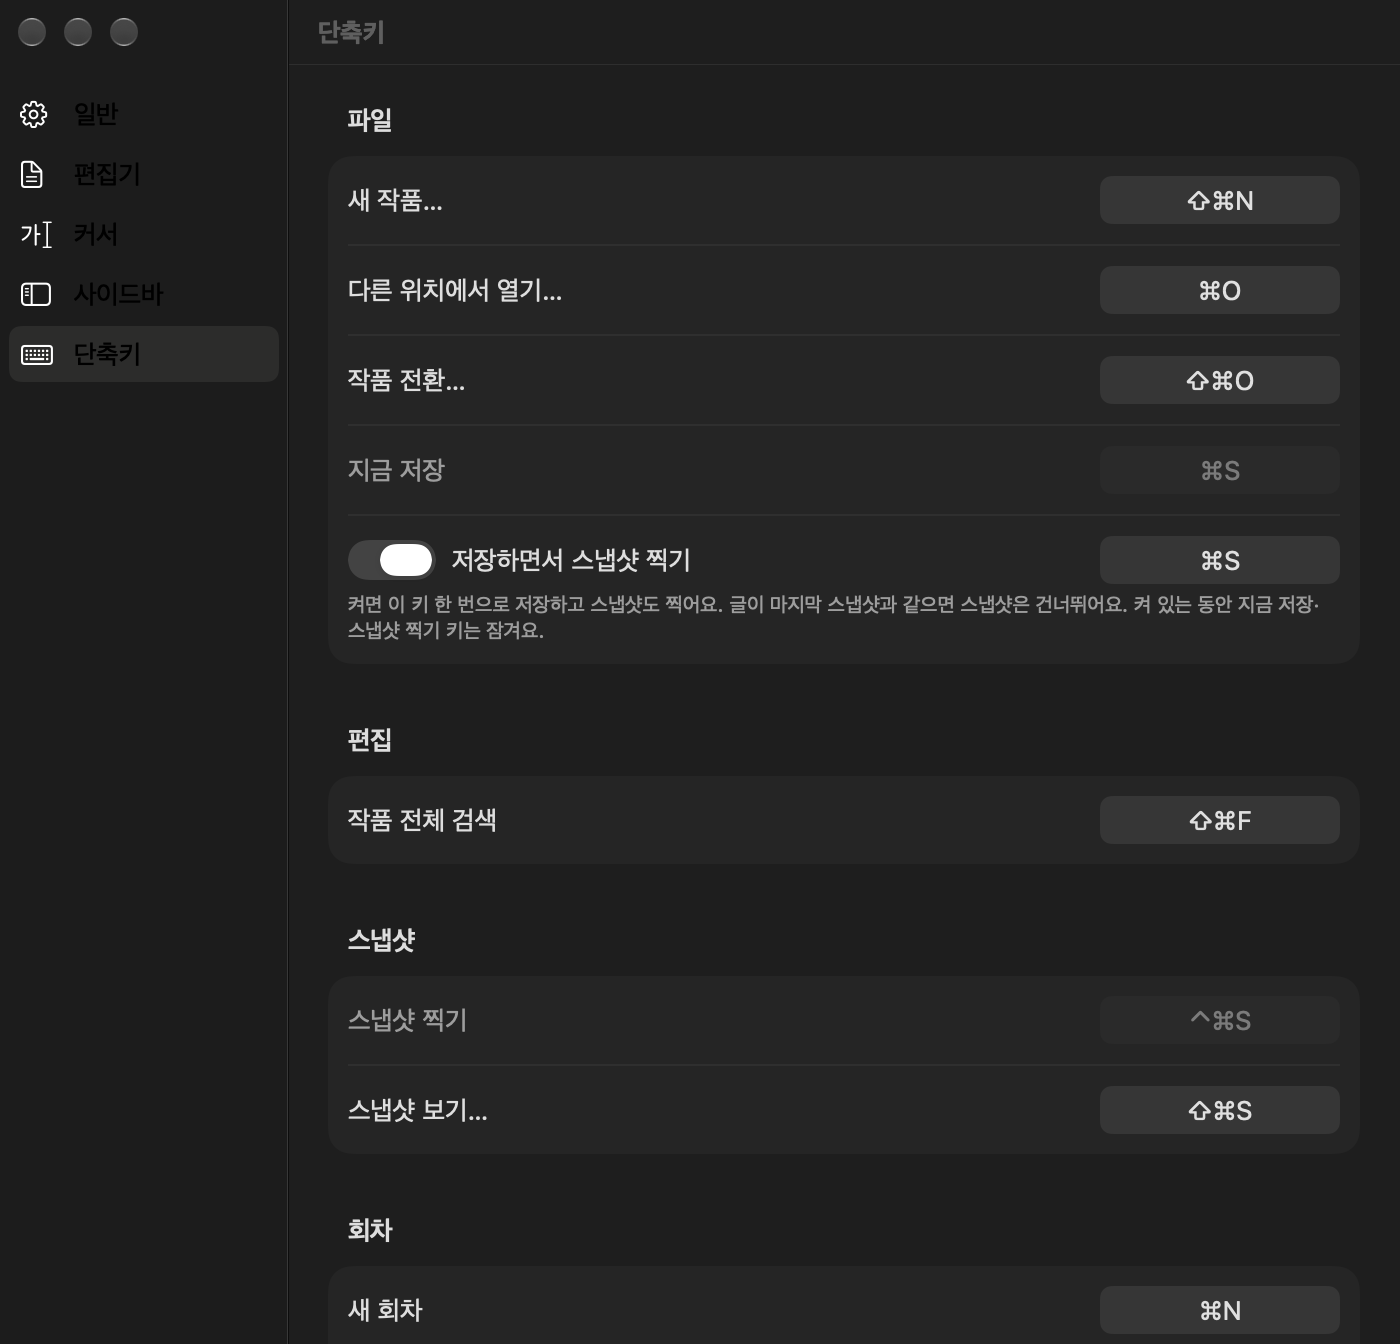 단축키
일반
편집기
가
커서
사이드바
단축키
파일
새 작품...
⇧⌘N
다른 위치에서 열기...
⌘O
작품 전환...
⇧⌘O
지금 저장
⌘S
저장하면서 스냅샷 찍기
⌘S
켜면 이 키 한 번으로 저장하고 스냅샷도 찍어요. 글이 마지막 스냅샷과 같으면 스냅샷은 건너뛰어요. 켜 있는 동안 지금 저장·
스냅샷 찍기 키는 잠겨요.
편집
작품 전체 검색
⇧⌘F
스냅샷
스냅샷 찍기
^⌘S
스냅샷 보기...
⇧⌘S
회차
새 회차
⌘N